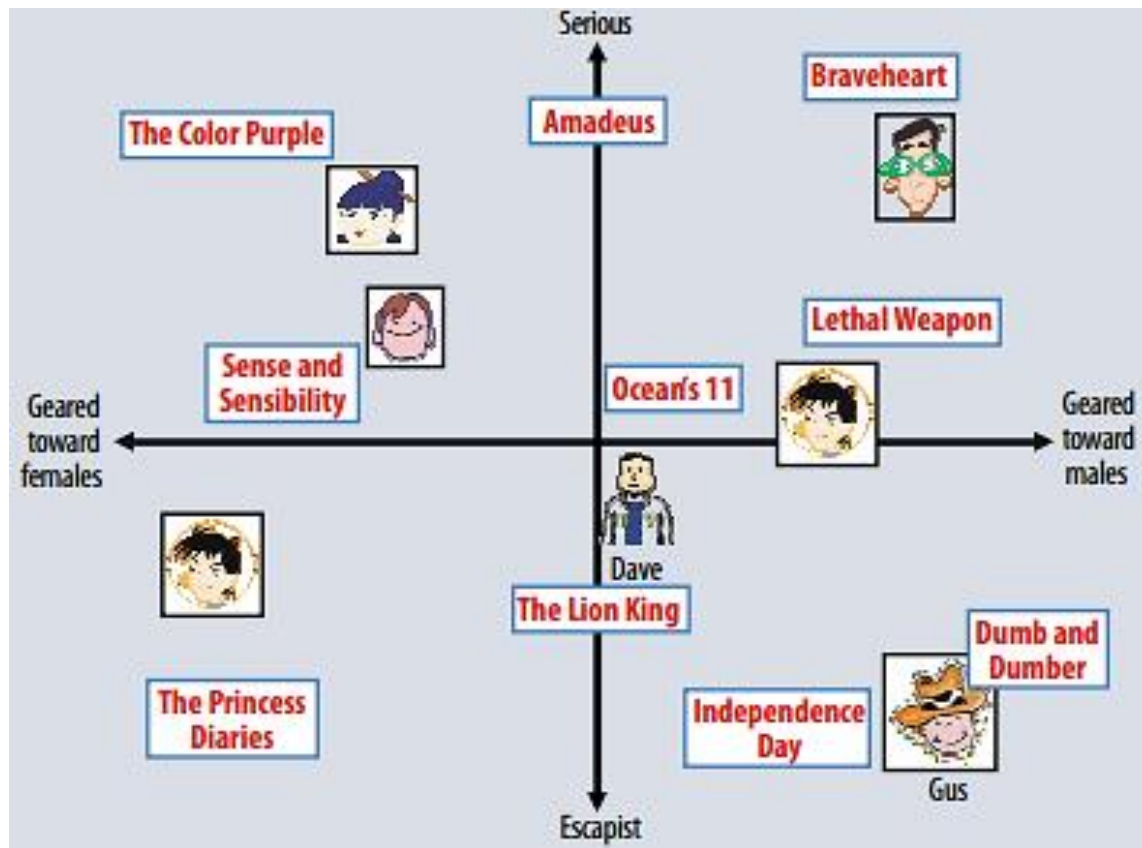 Serious
Braveheart
Amadeus
The Color Purple
Lethal Weapon
Sense and
Sensibility
Ocean's 11
Geared
toward
females
Geared
toward
males
Dave
The Lion King
Dumb and
Dumber
The Princess
Diaries
Independence
Day
Gus
Escapist